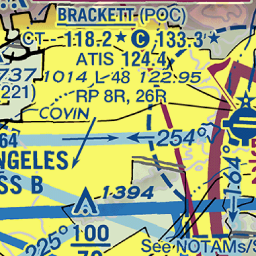 BRACKETT (POC)
CT - 118.2 ★ C 133.3 ★
ATIS 124.4
737
1014 L 48 122.95
221)
RP 8R, 26R
COVIN
64
254°
ANGELES
SS B
164°
1394
225°
100
70
See NOTAMs/S